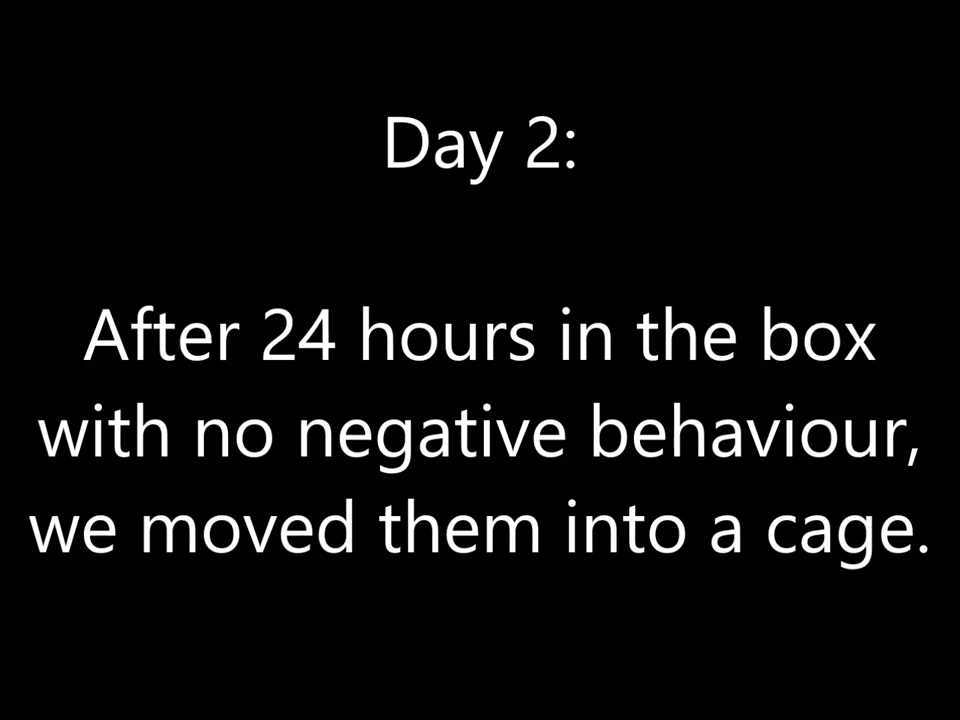 Day 2:
After 24 hours in the box
with no negative behaviour,
we moved them into a cage.